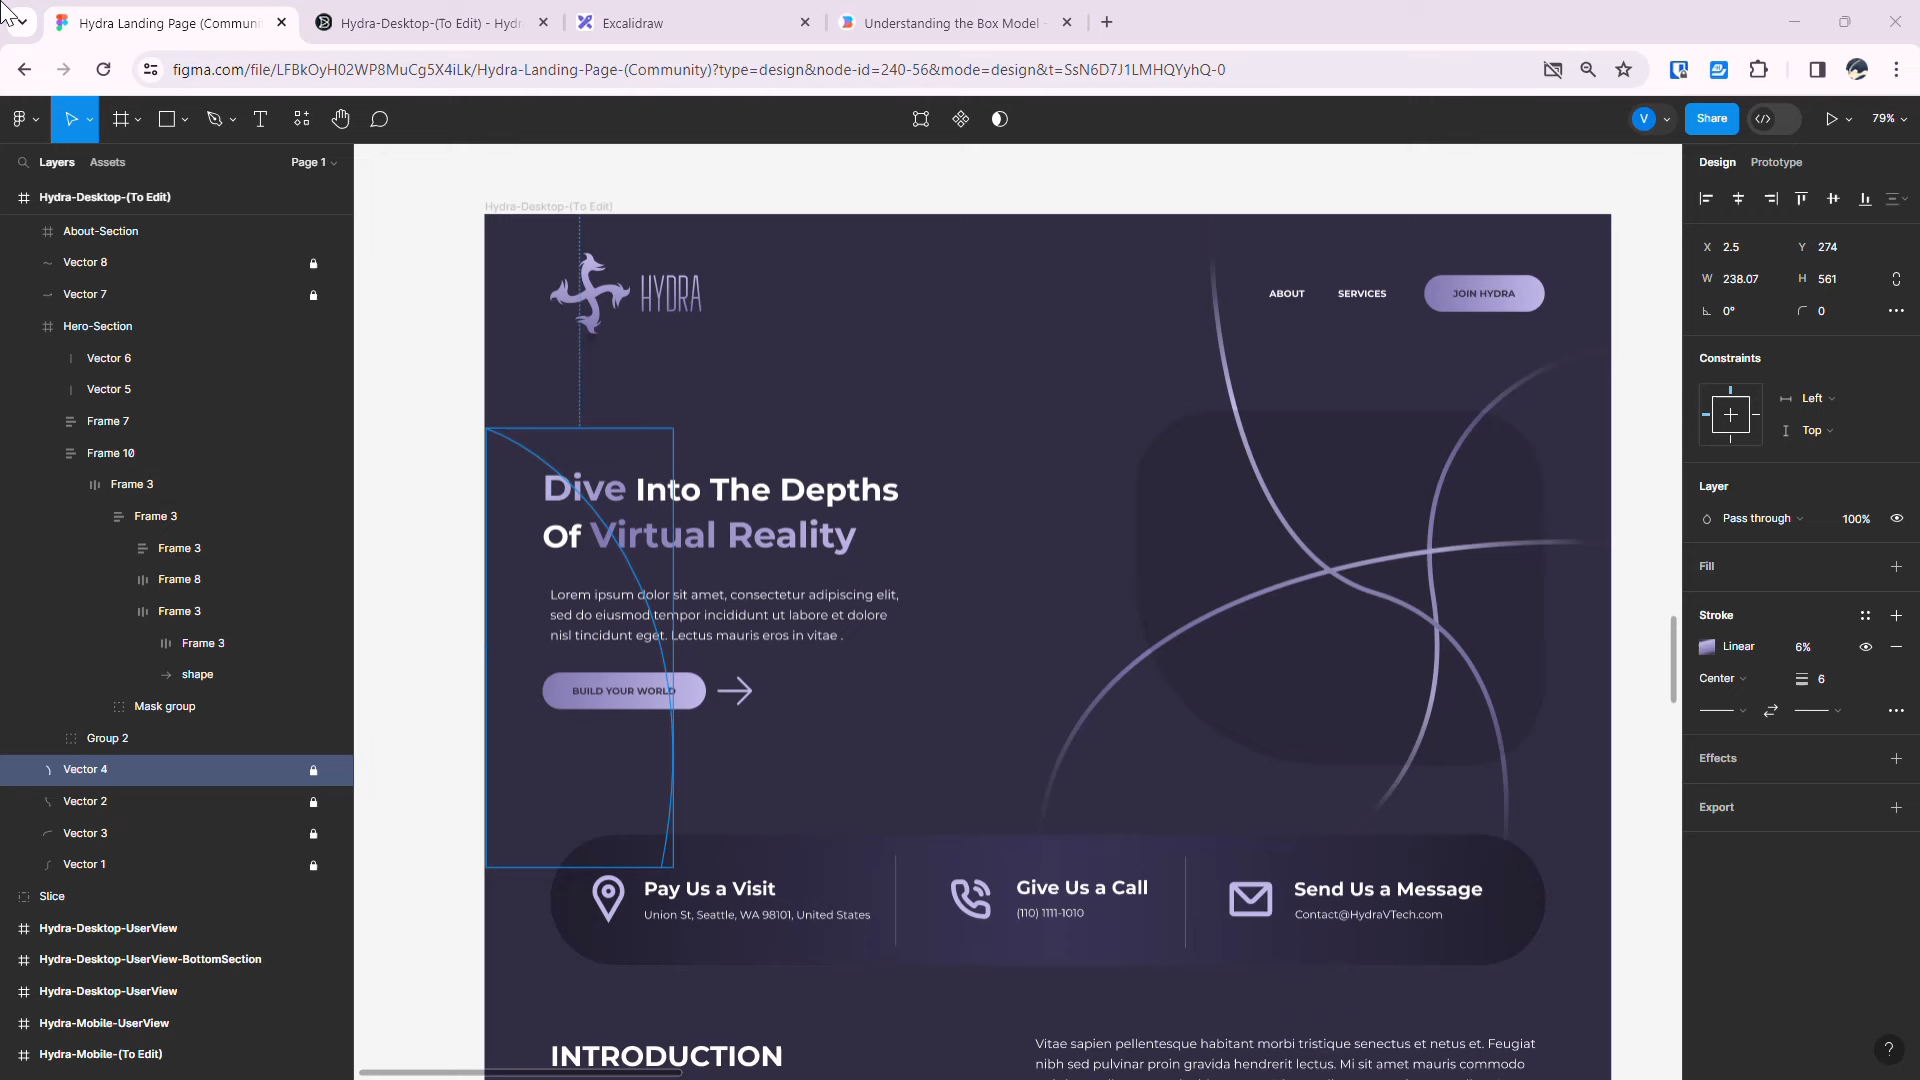 Hydra Landing Page (Communi
Hydra-Desktop-(To Edit) - Hydr
Excalidraw
Understanding the Box Model -
figma.com/file/LFBkOyH02WP8MuCg5X4iLk/Hydra-Landing-Page-(Community)?type=design&node-id=240-56&mode=design&t=SsN6D7J1LMHQYyhQ-0
V
Share
79%
Layers
Assets
Page 1
Hydra-Desktop-(To Edit)
About-Section
Vector 8
Vector 7
Hero-Section
Vector 6
Vector 5
Frame 7
Frame 10
Frame 3
Frame 3
Frame 3
Frame 8
Frame 3
Frame 3
shape
Mask group
Group 2
Vector 4
Vector 2
Vector 3
Vector 1
Slice
Hydra-Desktop-UserView
Hydra-Desktop-UserView-BottomSection
Hydra-Desktop-UserView
Hydra-Mobile-UserView
Hydra-Mobile-(To Edit)
Hydra-Desktop-(To Edit)
HYDRA
ABOUT
SERVICES
JOIN HYDRA
Dive Into The Depths
Of Virtual Reality
Lorem ipsum dolor sit amet, consectetur adipiscing elit,
sed do eiusmod tempor incididunt ut labore et dolore
nisl tincidunt eget. Lectus mauris eros in vitae .
BUILD YOUR WORLD
Pay Us a Visit
Union St, Seattle, WA 98101, United States
Give Us a Call
(110) 1111-1010
Send Us a Message
Contact@HydraVTech.com
INTRODUCTION
Vitae sapien pellentesque habitant morbi tristique senectus et netus et. Feugiat
nibh sed pulvinar proin gravida hendrerit lectus. Mi sit amet mauris commodo
Design
Prototype
X 2.5
Y 274
W 238.07
H 561
0°
0
Constraints
Left
Top
Layer
Pass through
100%
Fill
Stroke
Linear
6%
Center
6
Effects
Export
?